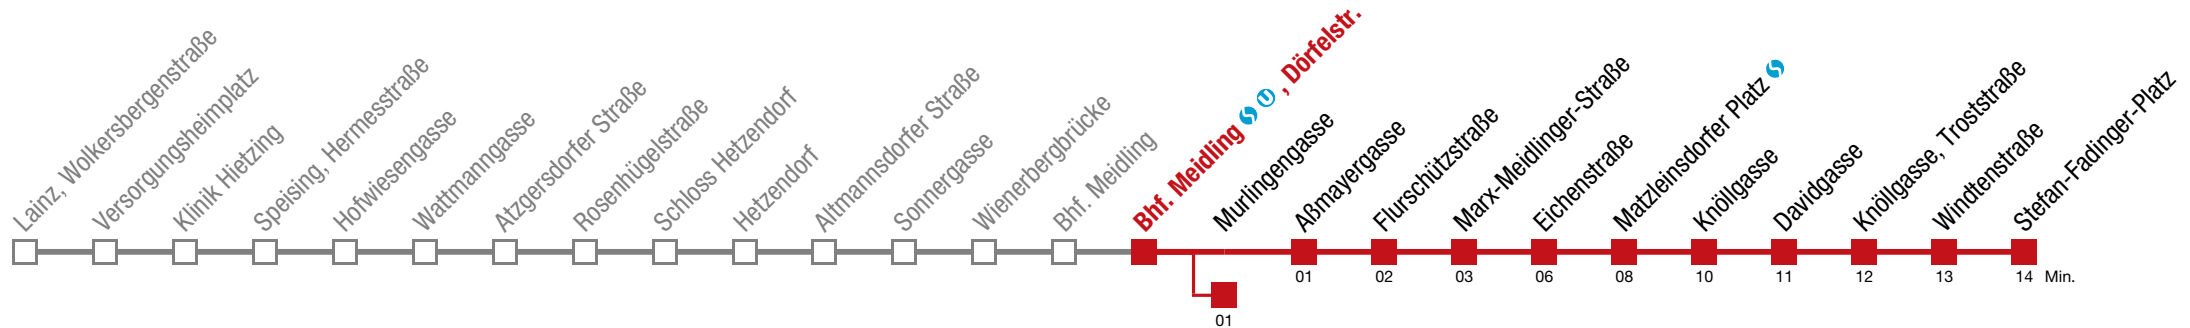 Lainz, Wolkersbergenstraße
Versorgungsheimplatz
Klinik Hietzing
Speising, Hermesstraße
Hofwiesengasse
Wattmanngasse
Atzgersdorfer Straße
Rosenhügelstraße
Schloss Hetzendorf
Hetzendorf
Altmannsdorfer Straße
Sonnergasse
Wienerbergbrücke
Bhf. Meidling
Bhf. Meidling S U , Dörfelstr.
Murlingengasse
Aßmayergasse
Flurschützstraße
Marx-Meidlinger-Straße
Eichenstraße
Matzleinsdorfer Platz S
Knöllgasse
Davidgasse
Knöllgasse, Troststraße
Windtenstraße
Stefan-Fadinger-Platz
01 02 03 06 08 10 11 12 13 14 Min.
01